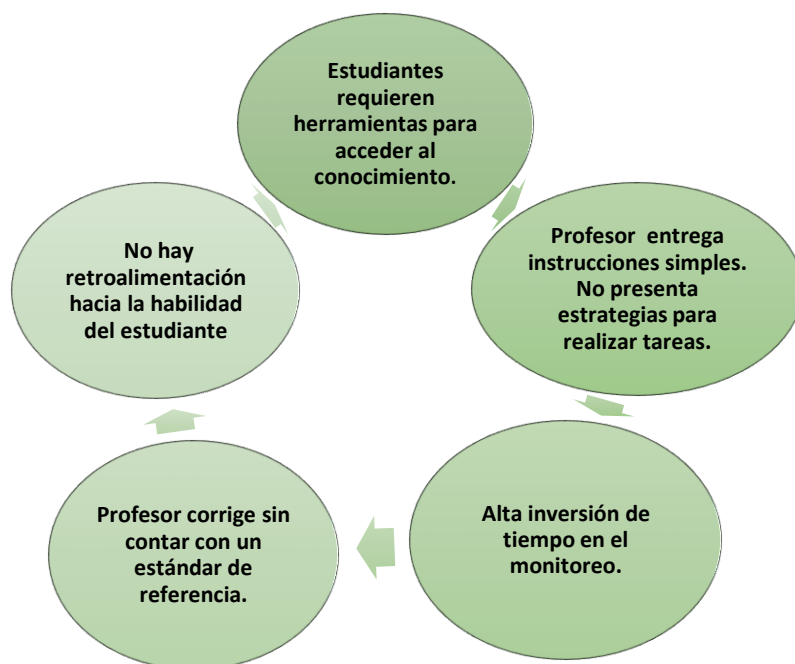 Estudiantes
requieren
herramientas para
acceder al
conocimiento.
Profesor entrega
instrucciones simples.
No presenta
estrategias para
realizar tareas.
Alta inversión de
tiempo en el
monitoreo.
Profesor corrige sin
contar con un
estándar de
referencia.
No hay
retroalimentación
hacia la habilidad
del estudiante